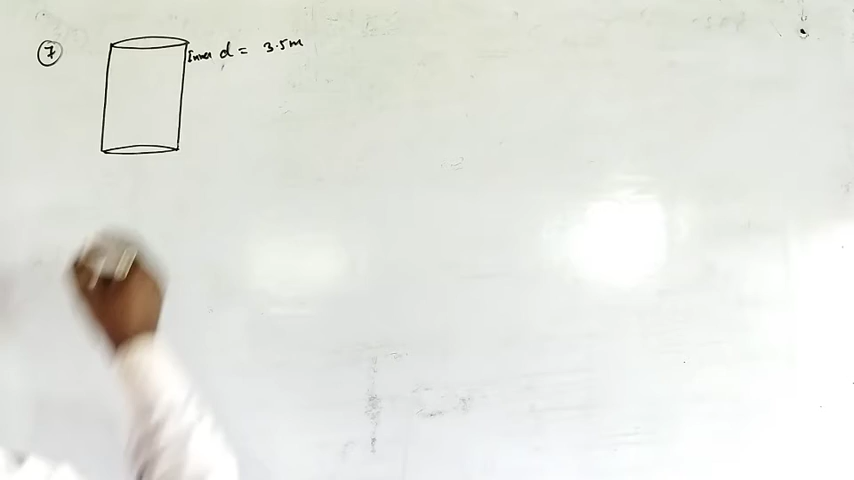 7 Inner d = 3.5m